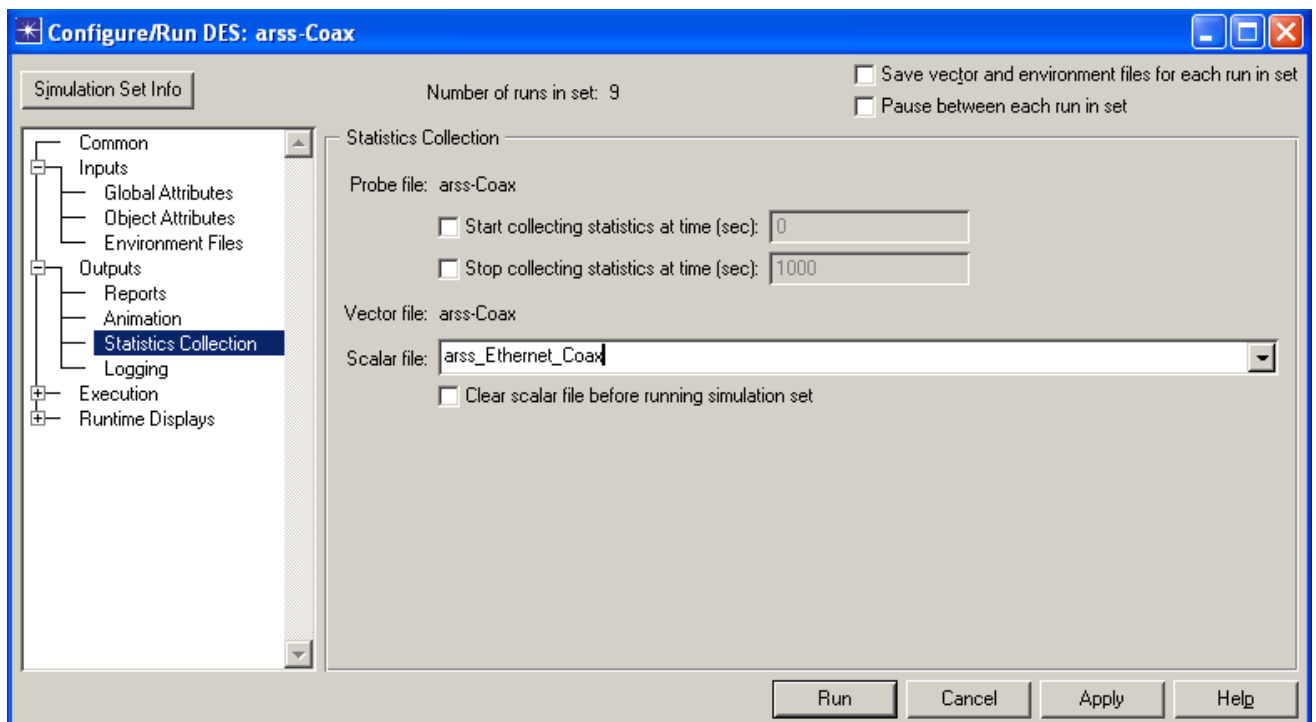 Configure/Run DES: arss-Coax
Simulation Set Info
Number of runs in set: 9
Save vector and environment files for each run in set
Pause between each run in set
Common
Inputs
Global Attributes
Object Attributes
Environment Files
Outputs
Reports
Animation
Statistics Collection
Logging
Execution
Runtime Displays
Statistics Collection
Probe file: arss-Coax
Start collecting statistics at time (sec): 0
Stop collecting statistics at time (sec): 1000
Vector file: arss-Coax
Scalar file: arss_Ethernet_Coax
Clear scalar file before running simulation set
Run Cancel Apply Help